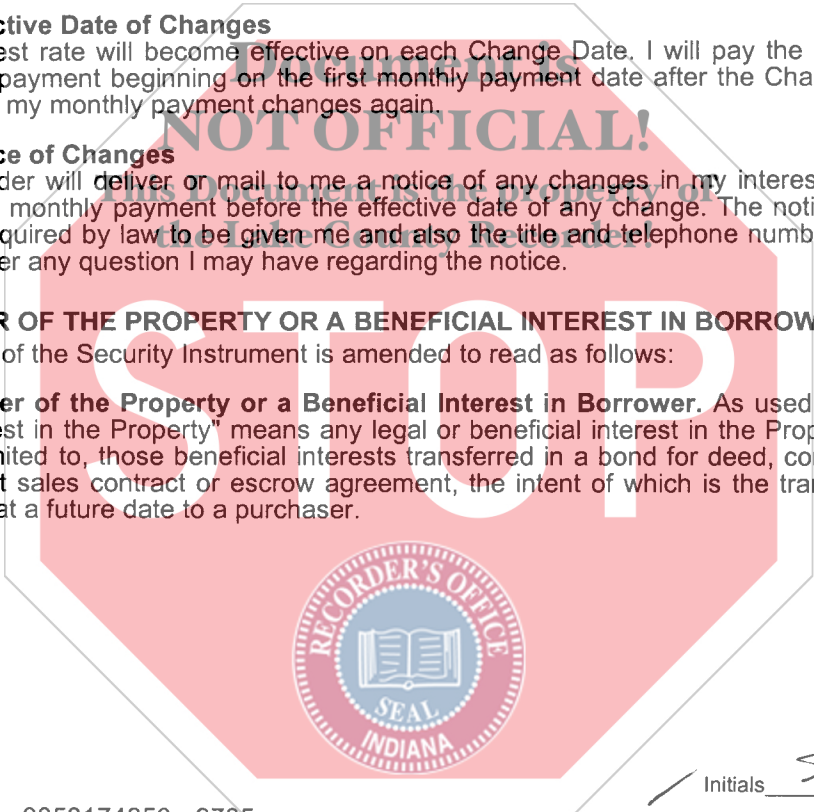 ctive Date of Changes
est rate will become effective on each Change Date. I will pay the
payment beginning on the first monthly payment date after the Cha
my monthly payment changes again.
ce of Changes
der will deliver or mail to me a notice of any changes in my interes
monthly payment before the effective date of any change. The noti
quired by law to be given me and also the title and telephone numb
er any question I may have regarding the notice.
R OF THE PROPERTY OR A BENEFICIAL INTEREST IN BORROW
of the Security Instrument is amended to read as follows:
er of the Property or a Beneficial Interest in Borrower. As used
est in the Property" means any legal or beneficial interest in the Prop
nited to, those beneficial interests transferred in a bond for deed, co
t sales contract or escrow agreement, the intent of which is the tra
at a future date to a purchaser.
Document is
NOT OFFICIAL!
This Document is the property of
the Lake County Recorder!
STOP
RECORDER'S OFFICE
SEAL
INDIANA
Initials